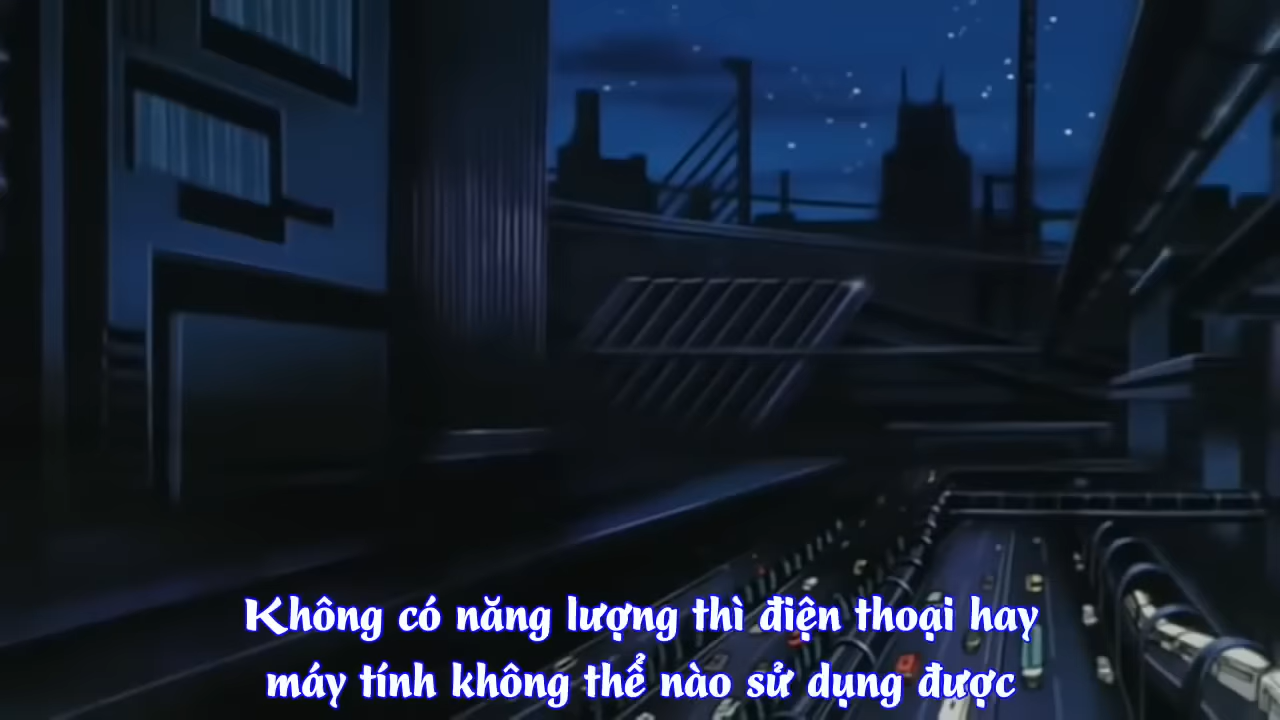 Không có năng lượng thì điện thoại hay
máy tính không thể nào sử dụng được